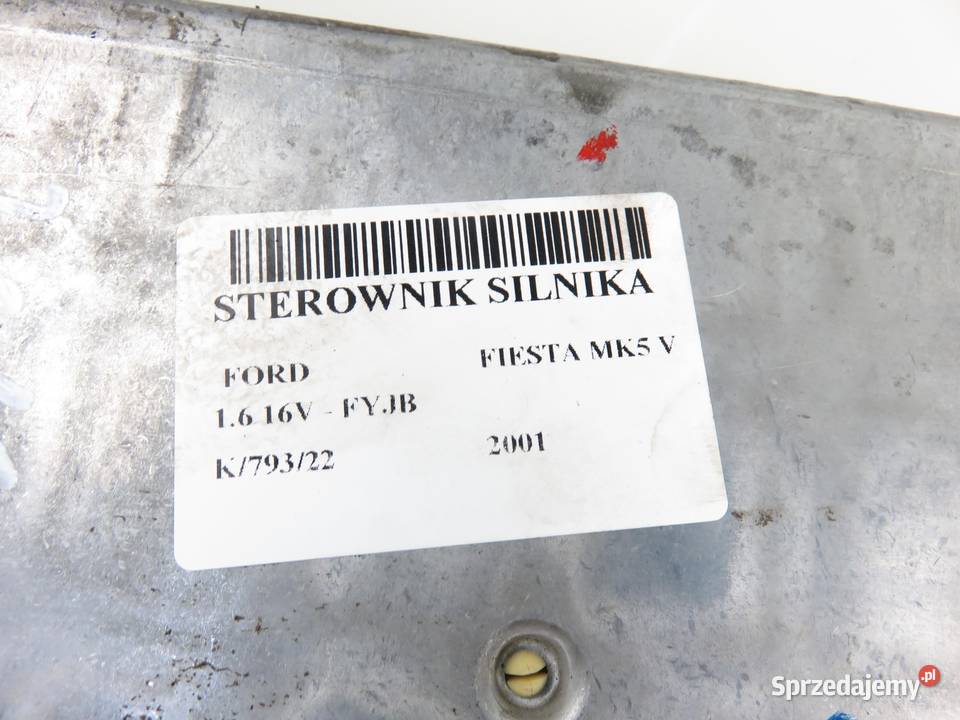 STEROWNIK SILNIKA
FORD FIESTA MK5 V
1.6 16V - FYJB
K/793/22 2001
Sprzedajemy.pl